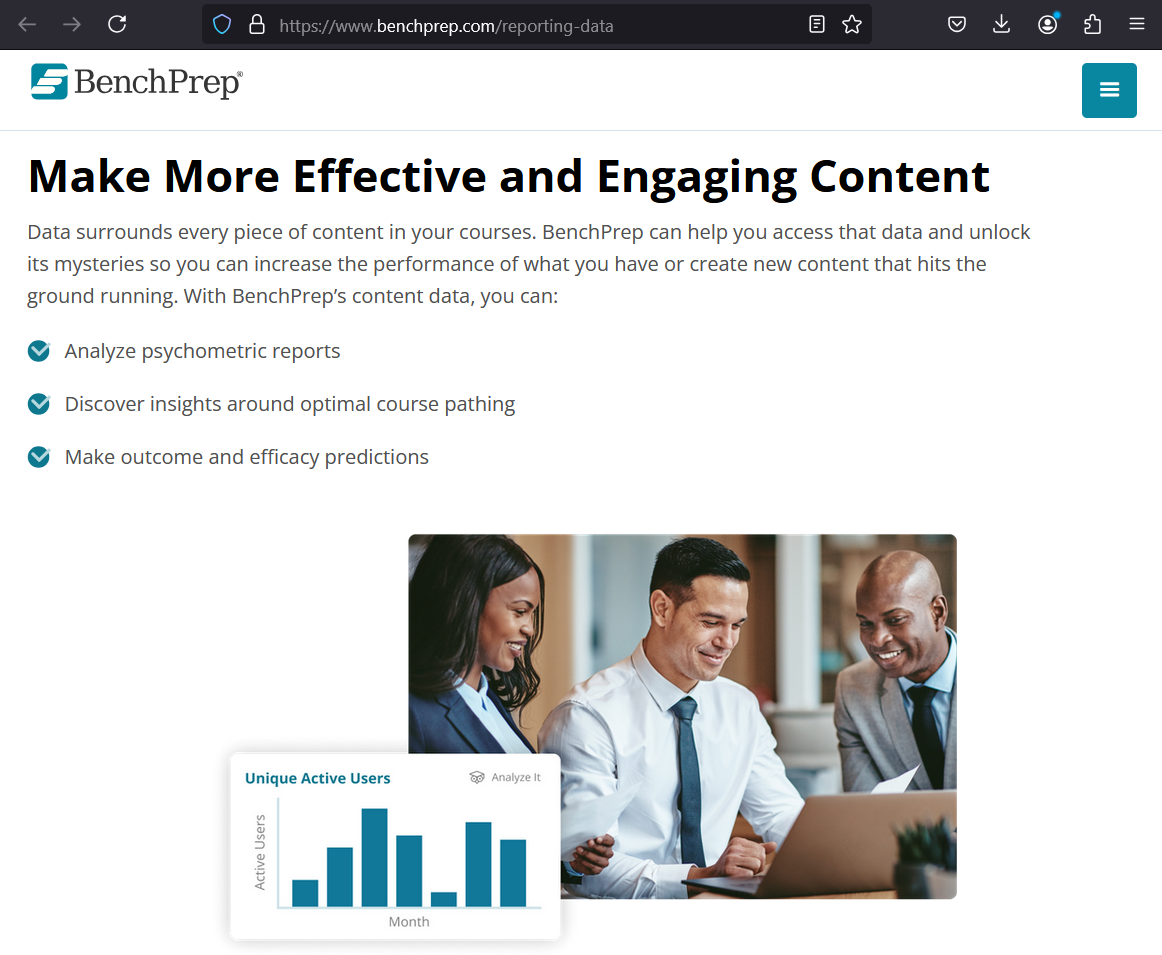 https://www.benchprep.com/reporting-data
BenchPrep®
Make More Effective and Engaging Content
Data surrounds every piece of content in your courses. BenchPrep can help you access that data and unlock
its mysteries so you can increase the performance of what you have or create new content that hits the
ground running. With BenchPrep’s content data, you can:
Analyze psychometric reports
Discover insights around optimal course pathing
Make outcome and efficacy predictions
Unique Active Users
Analyze It
Active Users
Month